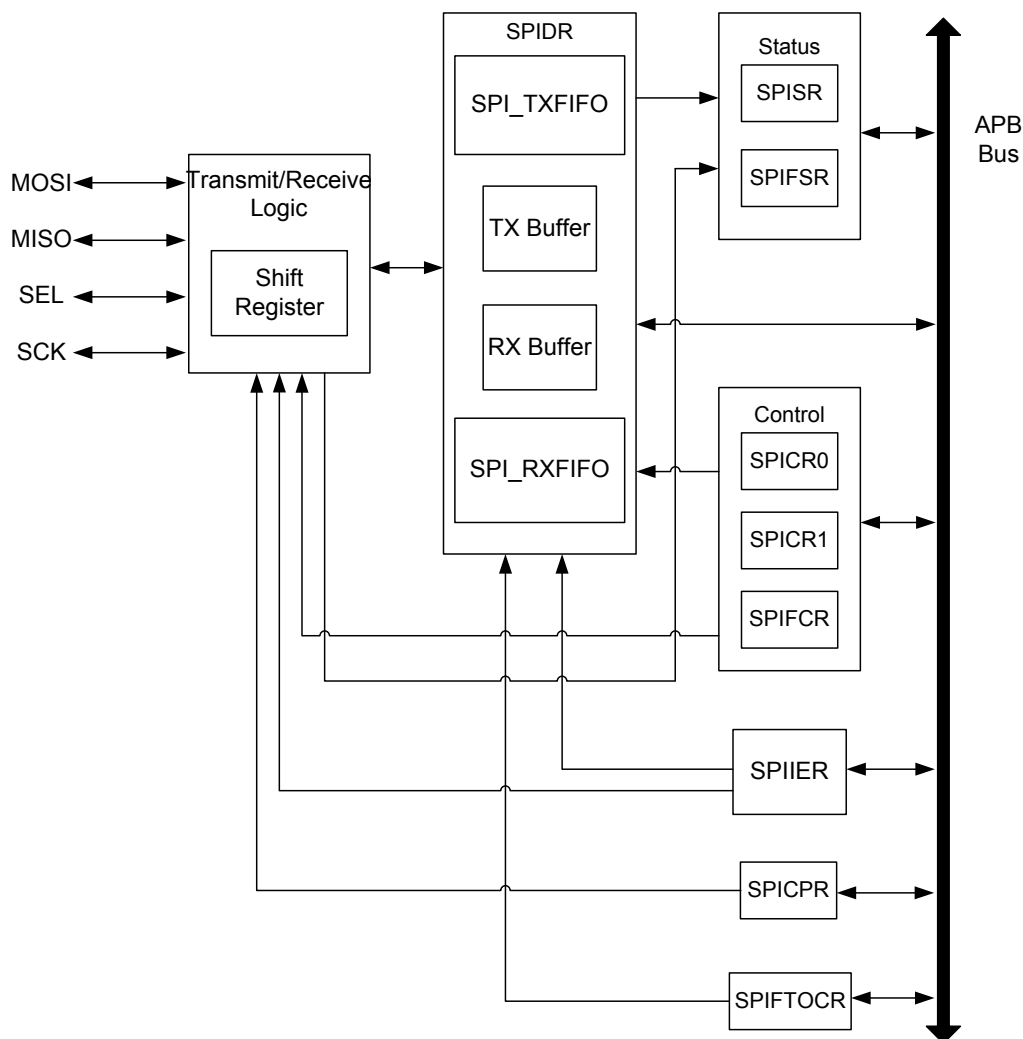 SPIDR
SPI_TXFIFO
TX Buffer
RX Buffer
SPI_RXFIFO
Status
SPISR
SPIFSR
APB
Bus
MOSI
MISO
SEL
SCK
Transmit/Receive
Logic
Shift
Register
Control
SPICR0
SPICR1
SPIFCR
SPIIER
SPICPR
SPIFTOCR